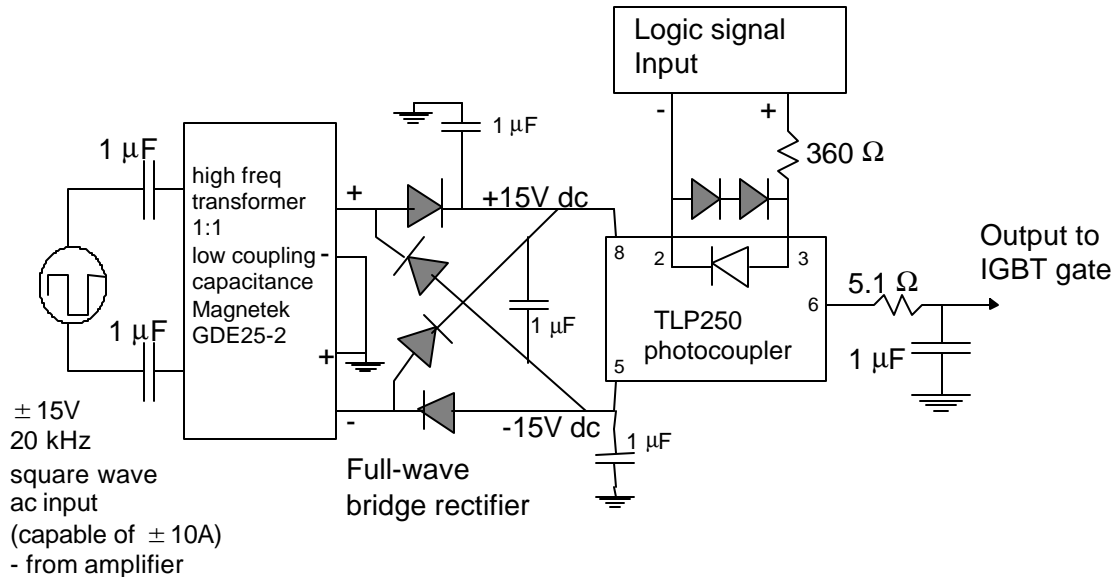 Logic signal
Input
-
+
360 Ω
1 μF
1 μF
high freq
transformer
1:1
low coupling
capacitance
Magnetek
GDE25-2
+
-
+
-
1 μF
± 15V
20 kHz
square wave
ac input
(capable of ± 10A)
- from amplifier
+15V dc
1 μF
-15V dc
1 μF
Full-wave
bridge rectifier
8
2
3
6
5
TLP250
photocoupler
5.1 Ω
1 μF
Output to
IGBT gate